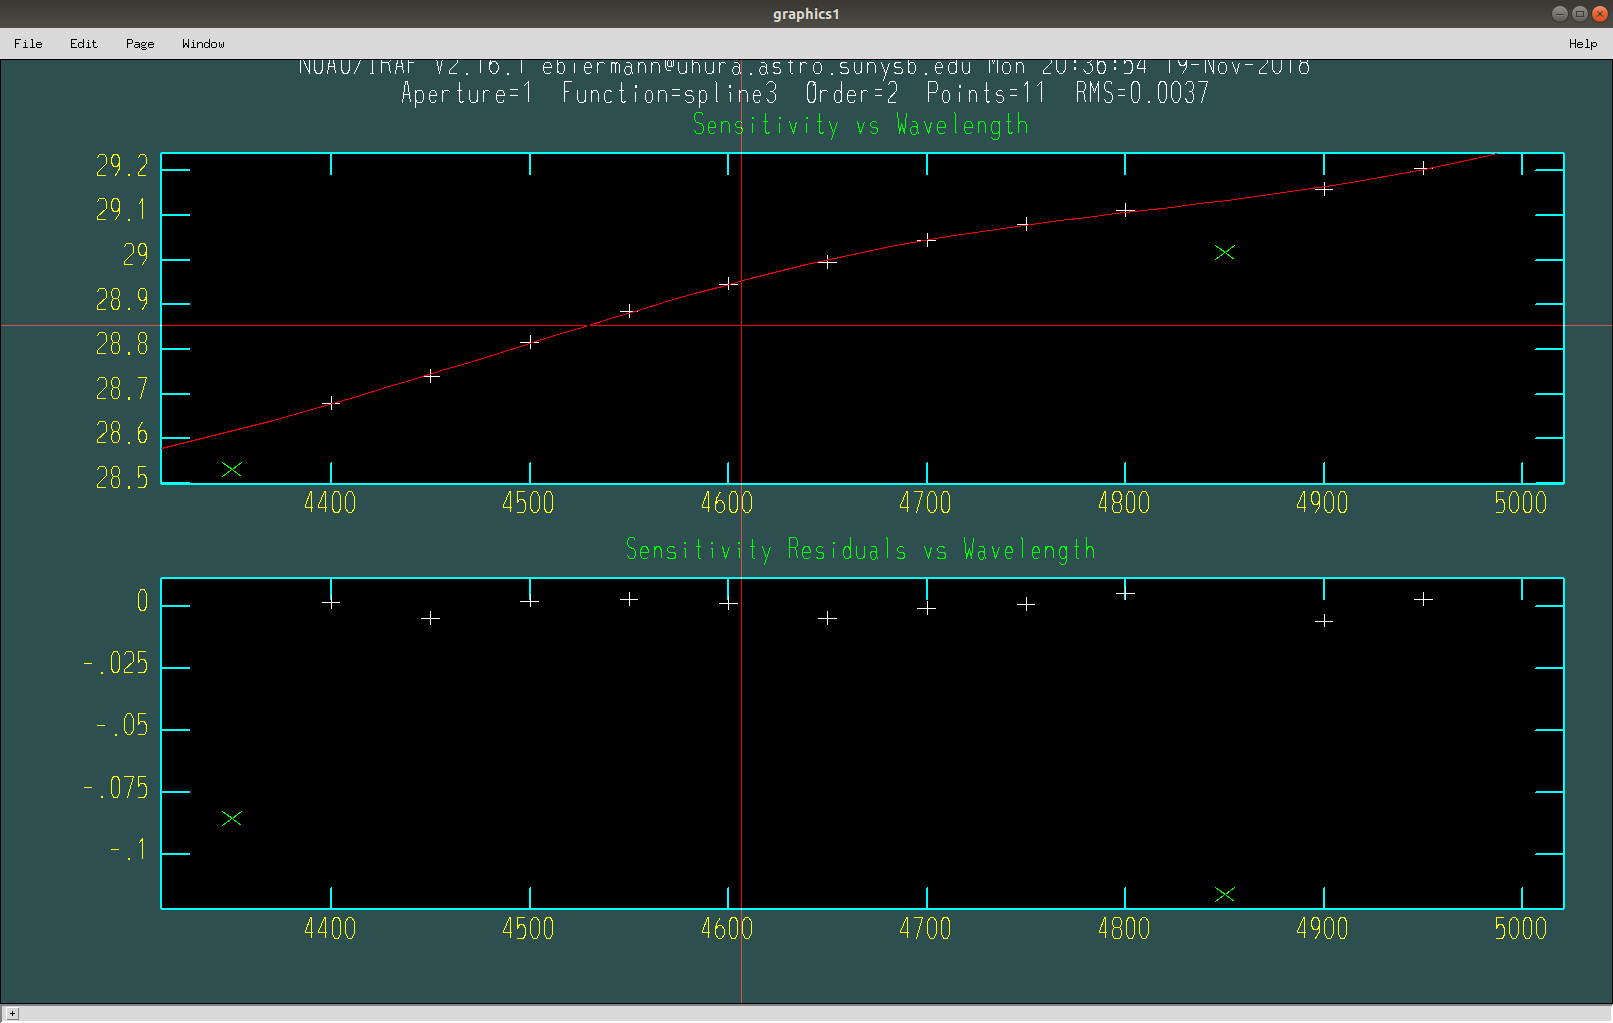 graphics1
File Edit Page Window Help
NOAO/IRAF V2.16.1 ebiermann@uhura.astro.sunysb.edu Mon 20:36:54 19-Nov-2018
Aperture=1 Function=spline3 Order=2 Points=11 RMS=0.0037
Sensitivity vs Wavelength
29.2
29.1
29
28.9
28.8
28.7
28.6
28.5
4400 4500 4600 4700 4800 4900 5000
Sensitivity Residuals vs Wavelength
0
-.025
-.05
-.075
-.1
4400 4500 4600 4700 4800 4900 5000